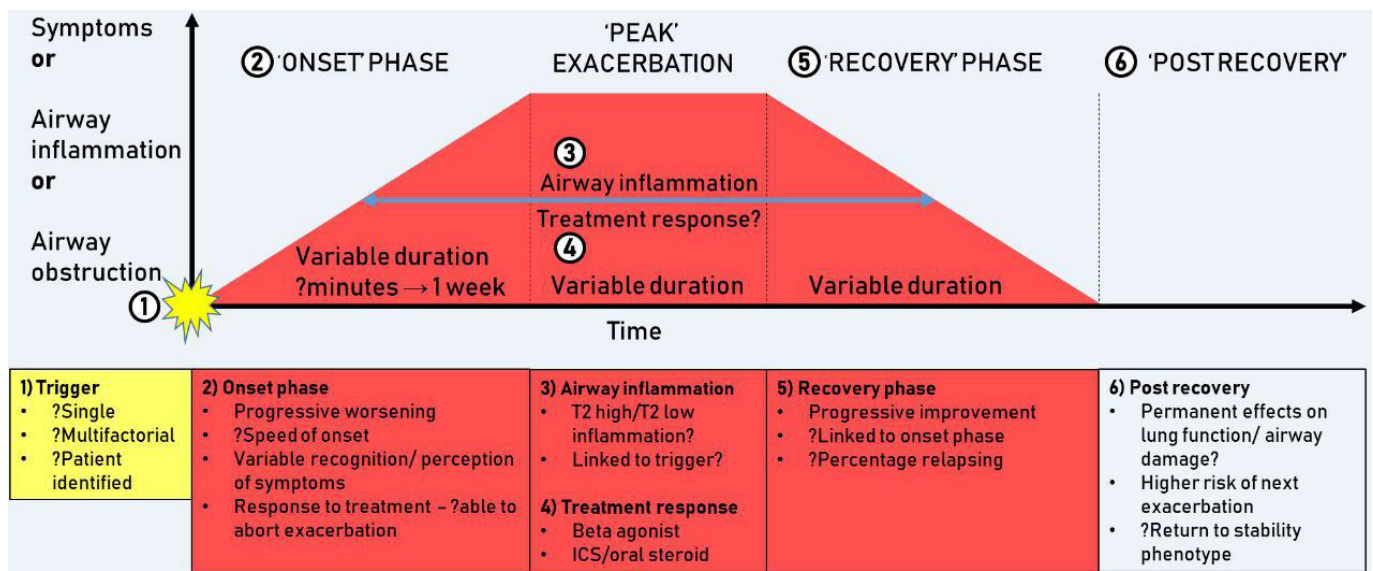 Symptoms
or
Airway
inflammation
or
Airway
obstruction
② 'ONSET' PHASE
'PEAK'
EXACERBATION
⑤ 'RECOVERY' PHASE
⑥ 'POST RECOVERY'
③
Airway inflammation
Treatment response?
④
Variable duration
?minutes → 1 week
Variable duration
Variable duration
①
Time
1) Trigger
• ?Single
• ?Multifactorial
• ?Patient
identified
2) Onset phase
• Progressive worsening
• ?Speed of onset
• Variable recognition/ perception
of symptoms
• Response to treatment – ?able to
abort exacerbation
3) Airway inflammation
• T2 high/T2 low
inflammation?
• Linked to trigger?
4) Treatment response
• Beta agonist
• ICS/oral steroid
5) Recovery phase
• Progressive improvement
• ?Linked to onset phase
• ?Percentage relapsing
6) Post recovery
• Permanent effects on
lung function/ airway
damage?
• Higher risk of next
exacerbation
• ?Return to stability
phenotype